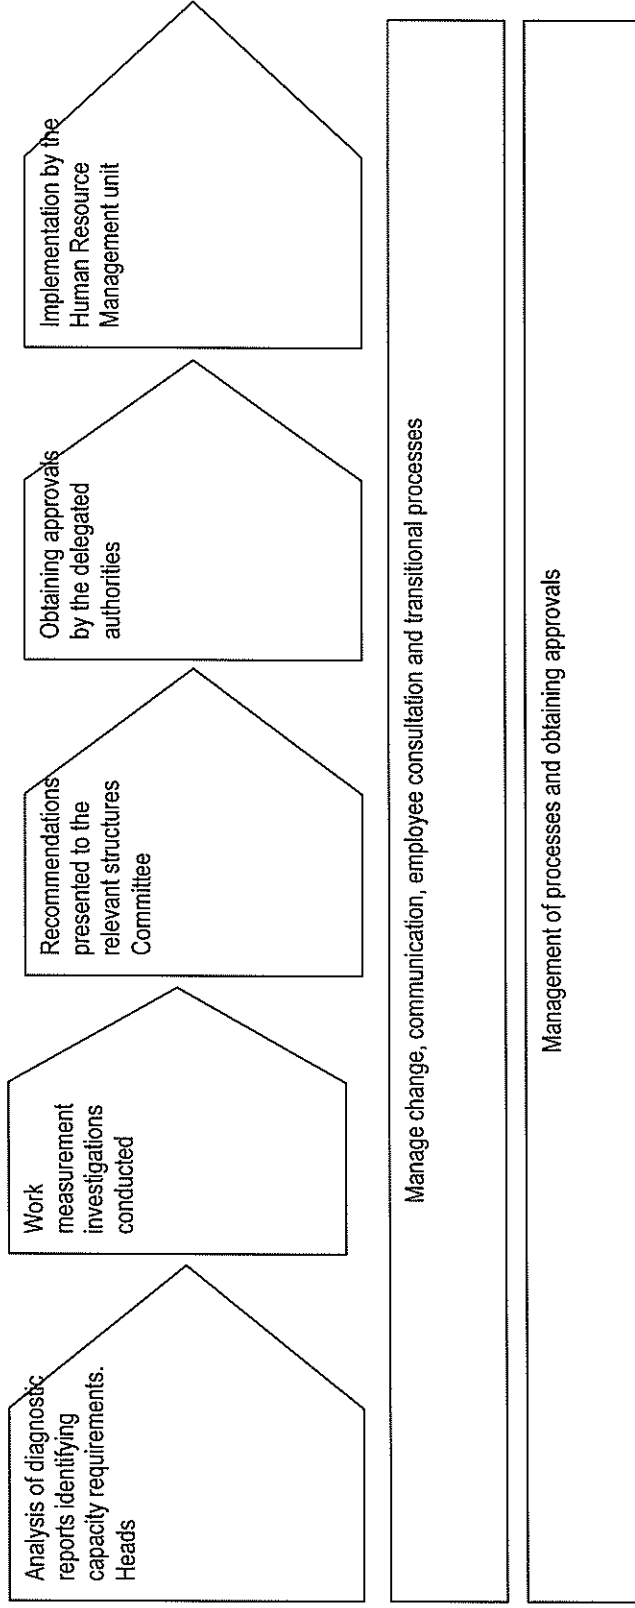 Analysis of diagnostic
reports identifying
capacity requirements.
Heads
Work
measurement
investigations
conducted
Recommendations
presented to the
relevant structures
Committee
Obtaining approvals
by the delegated
authorities
Implementation by the
Human Resource
Management unit
Manage change, communication, employee consultation and transitional processes
Management of processes and obtaining approvals